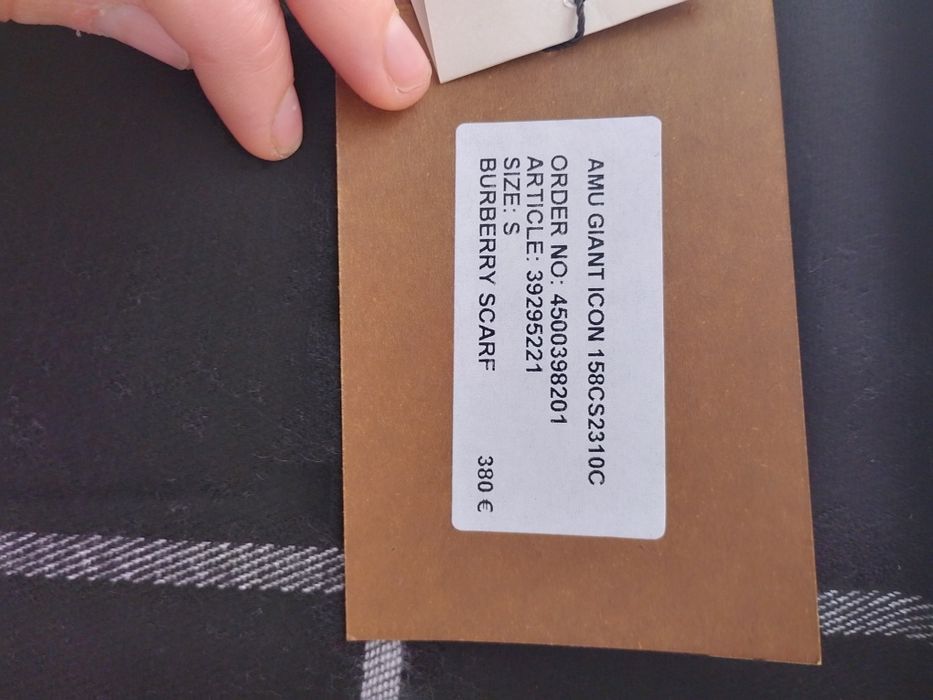 AMU GIANT ICON 158CS2310C
ORDER NO: 4500398201
ARTICLE: 39295221
SIZE: S
BURBERRY SCARF 380 €